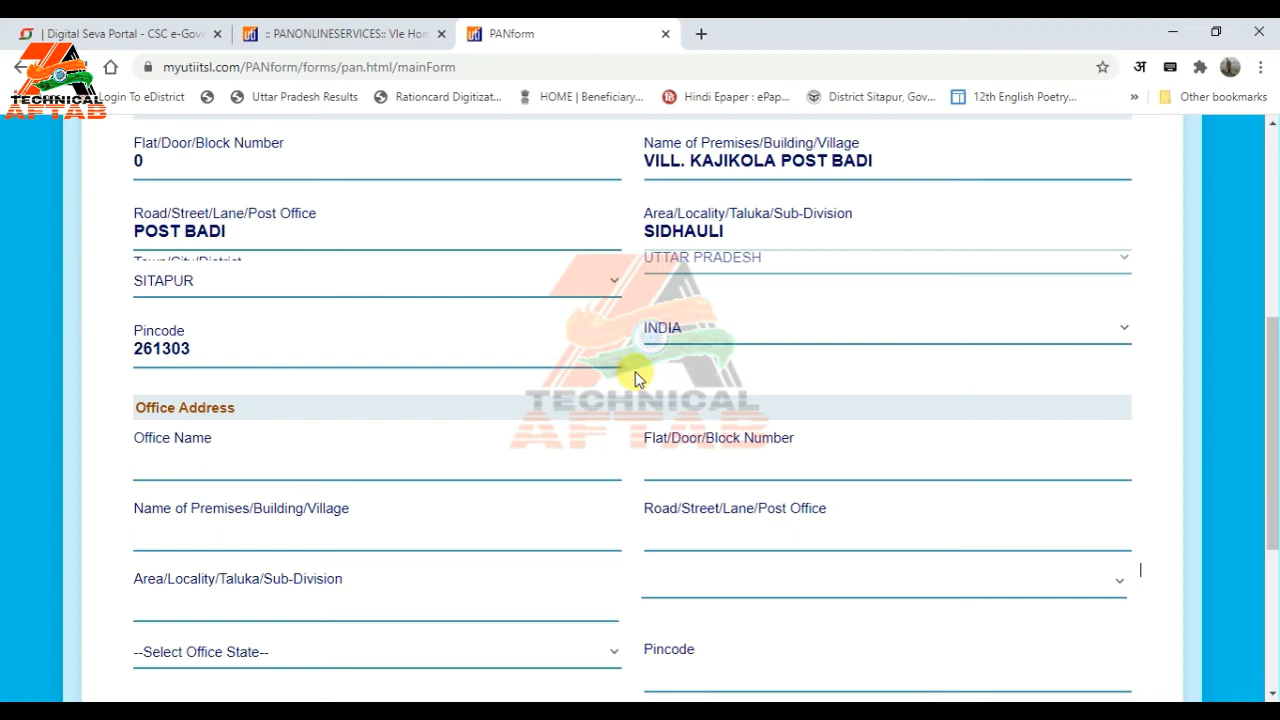 | Digital Seva Portal - CSC e-Gove
:: PANONLINESERVICES:: Vle Hon
PANform
myutiitsl.com/PANform/forms/pan.html/mainForm
अ
Login To eDistrict
Uttar Pradesh Results
Rationcard Digitizat...
HOME | Beneficiary...
Hindi Epaper ePap...
District Sitapur Gov...
12th English Poetry...
Other bookmarks
TECHNICAL
AFTAB
Flat/Door/Block Number
Name of Premises/Building/Village
0
VILL. KAJIKOLA POST BADI
Road/Street/Lane/Post Office
Area/Locality/Taluka/Sub-Division
POST BADI
SIDHAULI
Town/City/District
UTTAR PRADESH
SITAPUR
Pincode
INDIA
261303
TECHNICAL
AFTAB
Office Address
Office Name
Flat/Door/Block Number
Name of Premises/Building/Village
Road/Street/Lane/Post Office
Area/Locality/Taluka/Sub-Division
--Select Office State--
Pincode